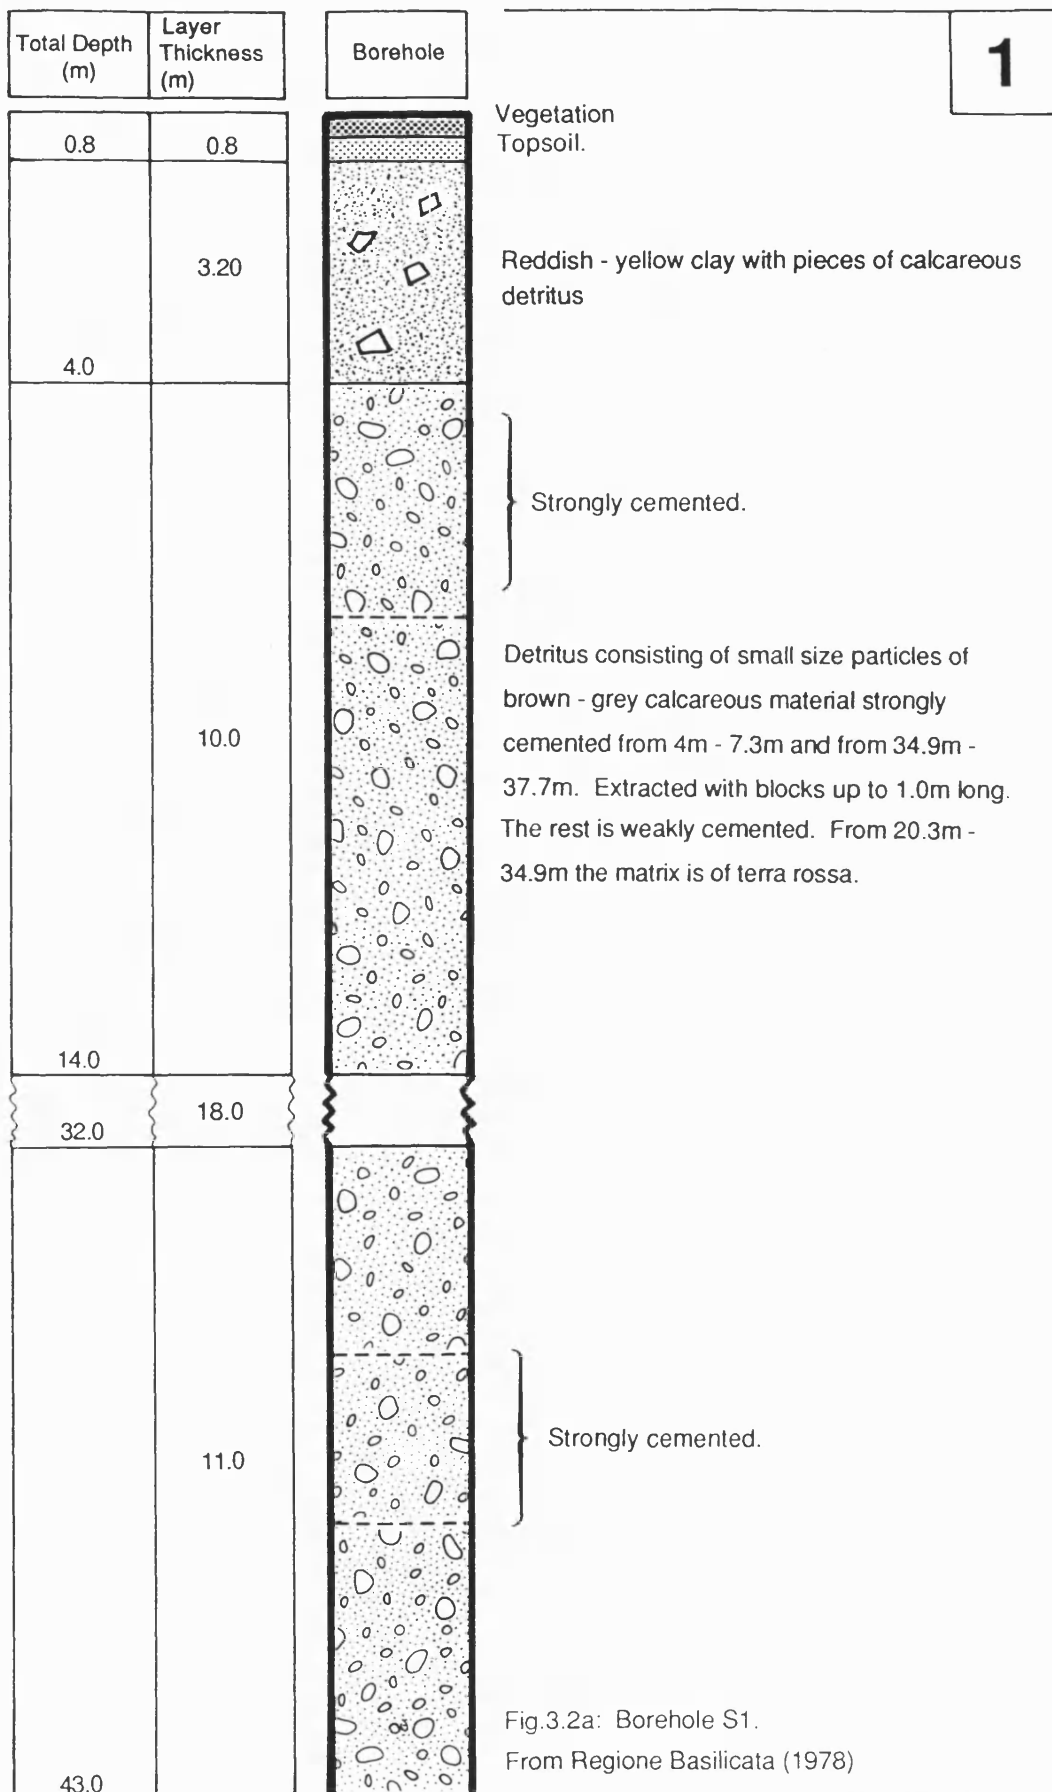 Total Depth
(m)
Layer
Thickness
(m)
Borehole
1
Vegetation
Topsoil.
0.8
0.8
3.20
Reddish - yellow clay with pieces of calcareous
detritus
4.0
Strongly cemented.
Detritus consisting of small size particles of
brown - grey calcareous material strongly
cemented from 4m - 7.3m and from 34.9m -
37.7m. Extracted with blocks up to 1.0m long.
The rest is weakly cemented. From 20.3m -
34.9m the matrix is of terra rossa.
10.0
14.0
18.0
32.0
Strongly cemented.
11.0
Fig.3.2a: Borehole S1.
From Regione Basilicata (1978)
43.0